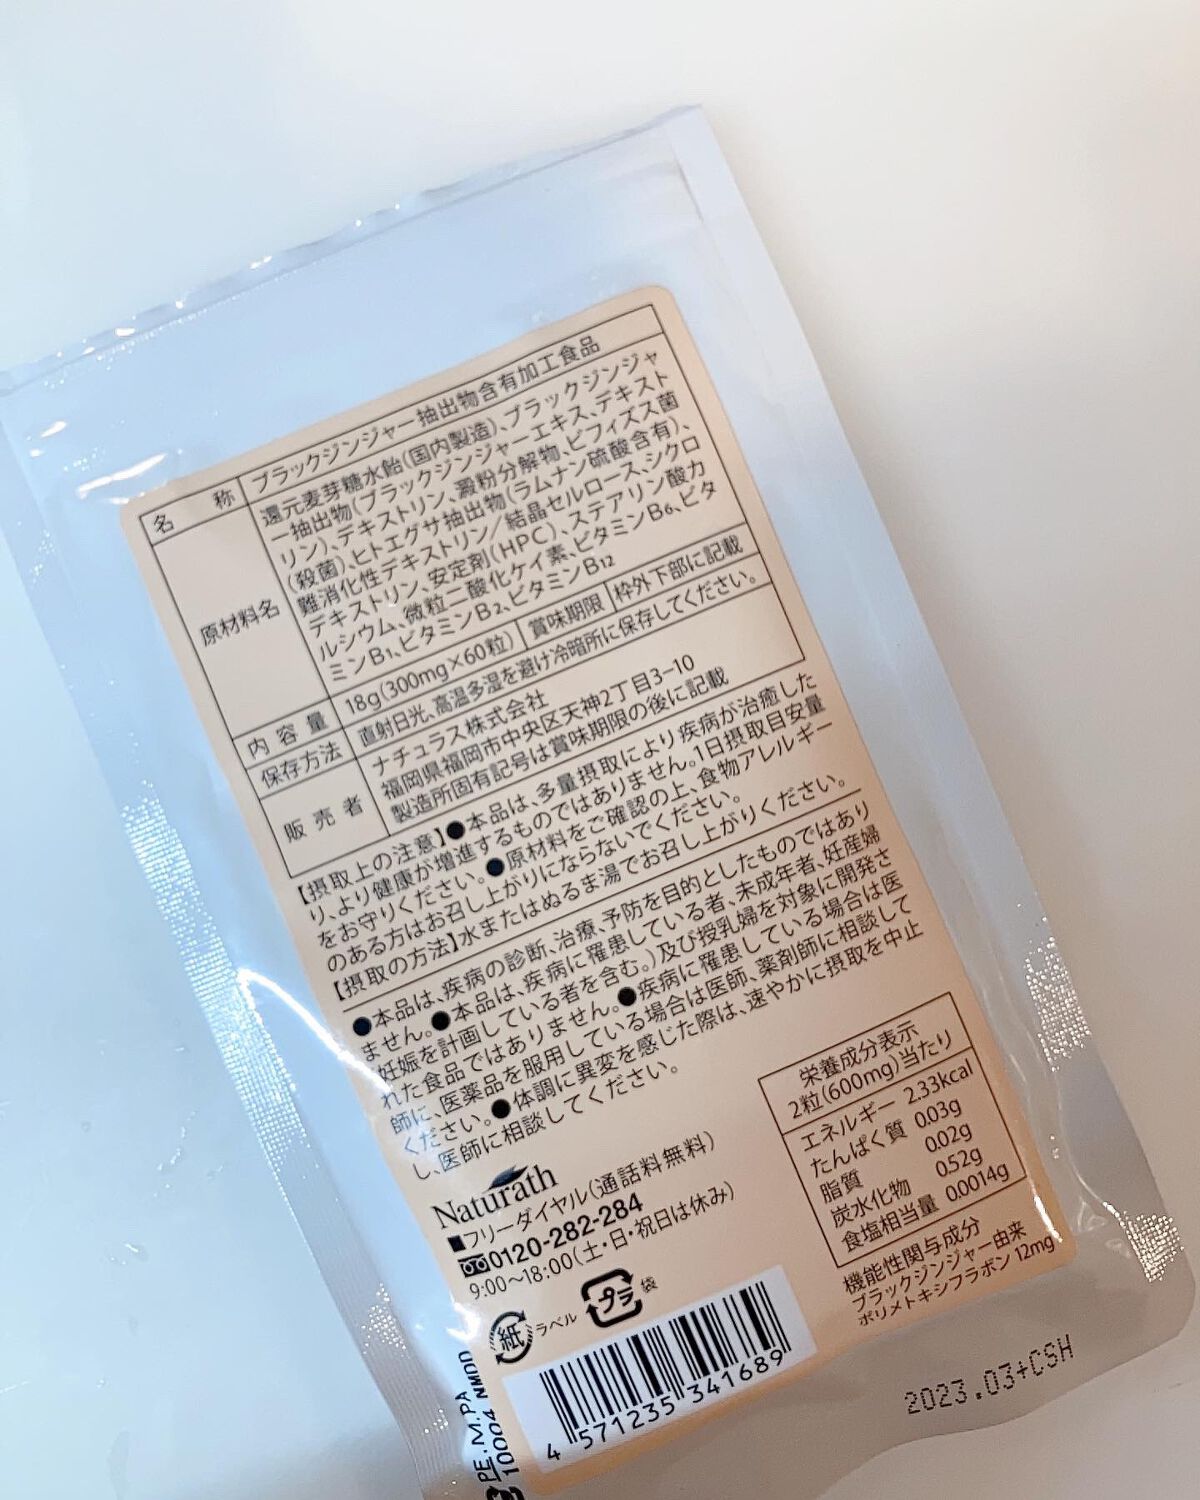 名称 ブラックジンジャー抽出物含有加工食品
原材料名 還元麦芽糖水飴(国内製造)、ブラックジンジャ
ー抽出物(ブラックジンジャーエキス、デキスト
リン)、デキストリン、澱粉分解物、ビフィズス菌
(殺菌)、ヒトエグサ抽出物(ラムナン硫酸含有)、
難消化性デキストリン/結晶セルロース、シクロ
デキストリン、安定剤(HPC)、ステアリン酸カ
ルシウム、微粒二酸化ケイ素、ビタミンB6、ビタ
ミンB1、ビタミンB2、ビタミンB12
内容量 18g(300mg×60粒) 賞味期限 枠外下部に記載
保存方法 直射日光、高温多湿を避け冷暗所に保存してください。
販売者 ナチュラス株式会社
福岡県福岡市中央区天神2丁目3-10
製造所固有記号は賞味期限の後に記載
【摂取上の注意】●本品は、多量摂取により疾病が治癒した
り、より健康が増進するものではありません。1日摂取目安量
をお守りください。●原材料をご確認の上、食物アレルギー
のある方はお召し上がりにならないでください。
【摂取の方法】水またはぬるま湯でお召し上がりください。
●本品は、疾病の診断、治療、予防を目的としたものではあり
ません。●本品は、疾病に罹患している者、未成年者、妊産婦
(妊娠を計画している者を含む。)及び授乳婦を対象に開発さ
れた食品ではありません。●疾病に罹患している場合は医
師に、医薬品を服用している場合は医師、薬剤師に相談して
ください。●体調に異変を感じた際は、速やかに摂取を中止
し、医師に相談してください。
栄養成分表示
2粒(600mg)当たり
エネルギー 2.33kcal
たんぱく質 0.03g
脂質 0.02g
炭水化物 0.52g
食塩相当量 0.0014g
機能性関与成分
ブラックジンジャー由来
ポリメトキシフラボン 12mg
Naturath
■フリーダイヤル(通話料無料)
0120-282-284
9:00～18:00(土・日・祝日は休み)
紙 ラベル プラ 袋
4 571235 341689
2023.03+CSH
PE.M.PA
10004 NMOO